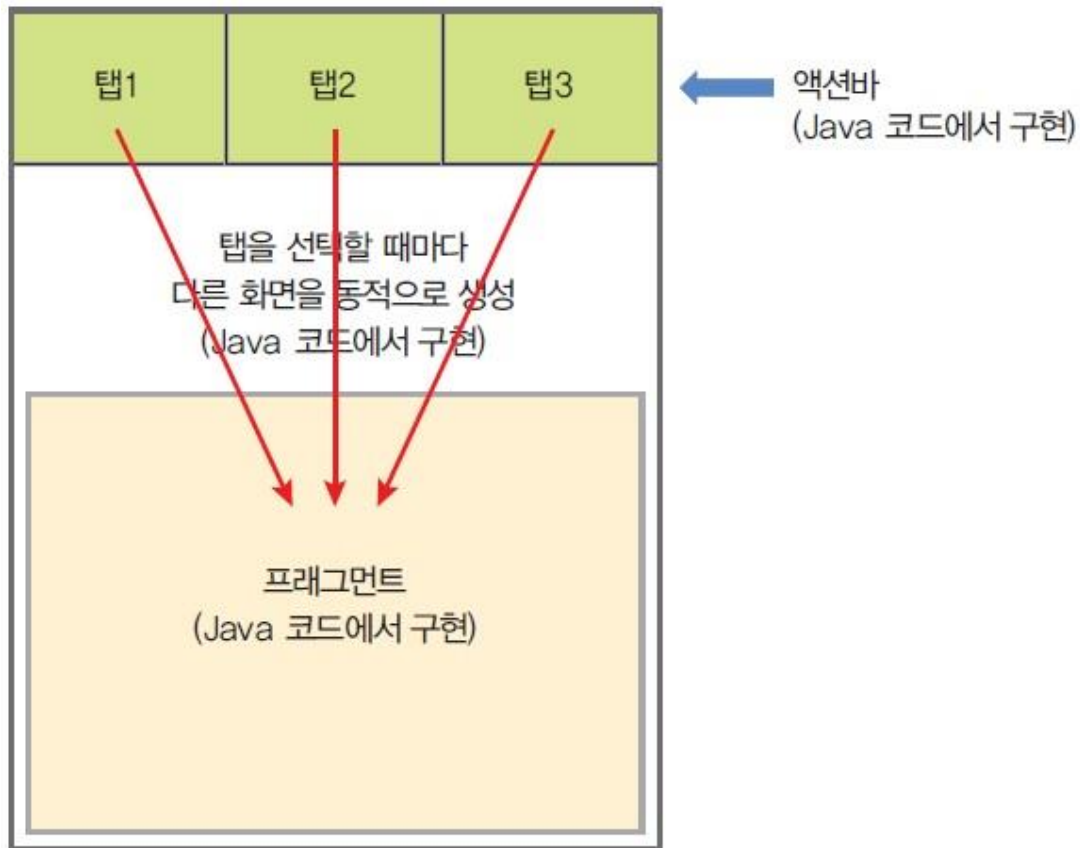 탭1
탭2
탭3
액션바
(Java 코드에서 구현)
탭을 선택할 때마다
다른 화면을 동적으로 생성
(Java 코드에서 구현)
프래그먼트
(Java 코드에서 구현)